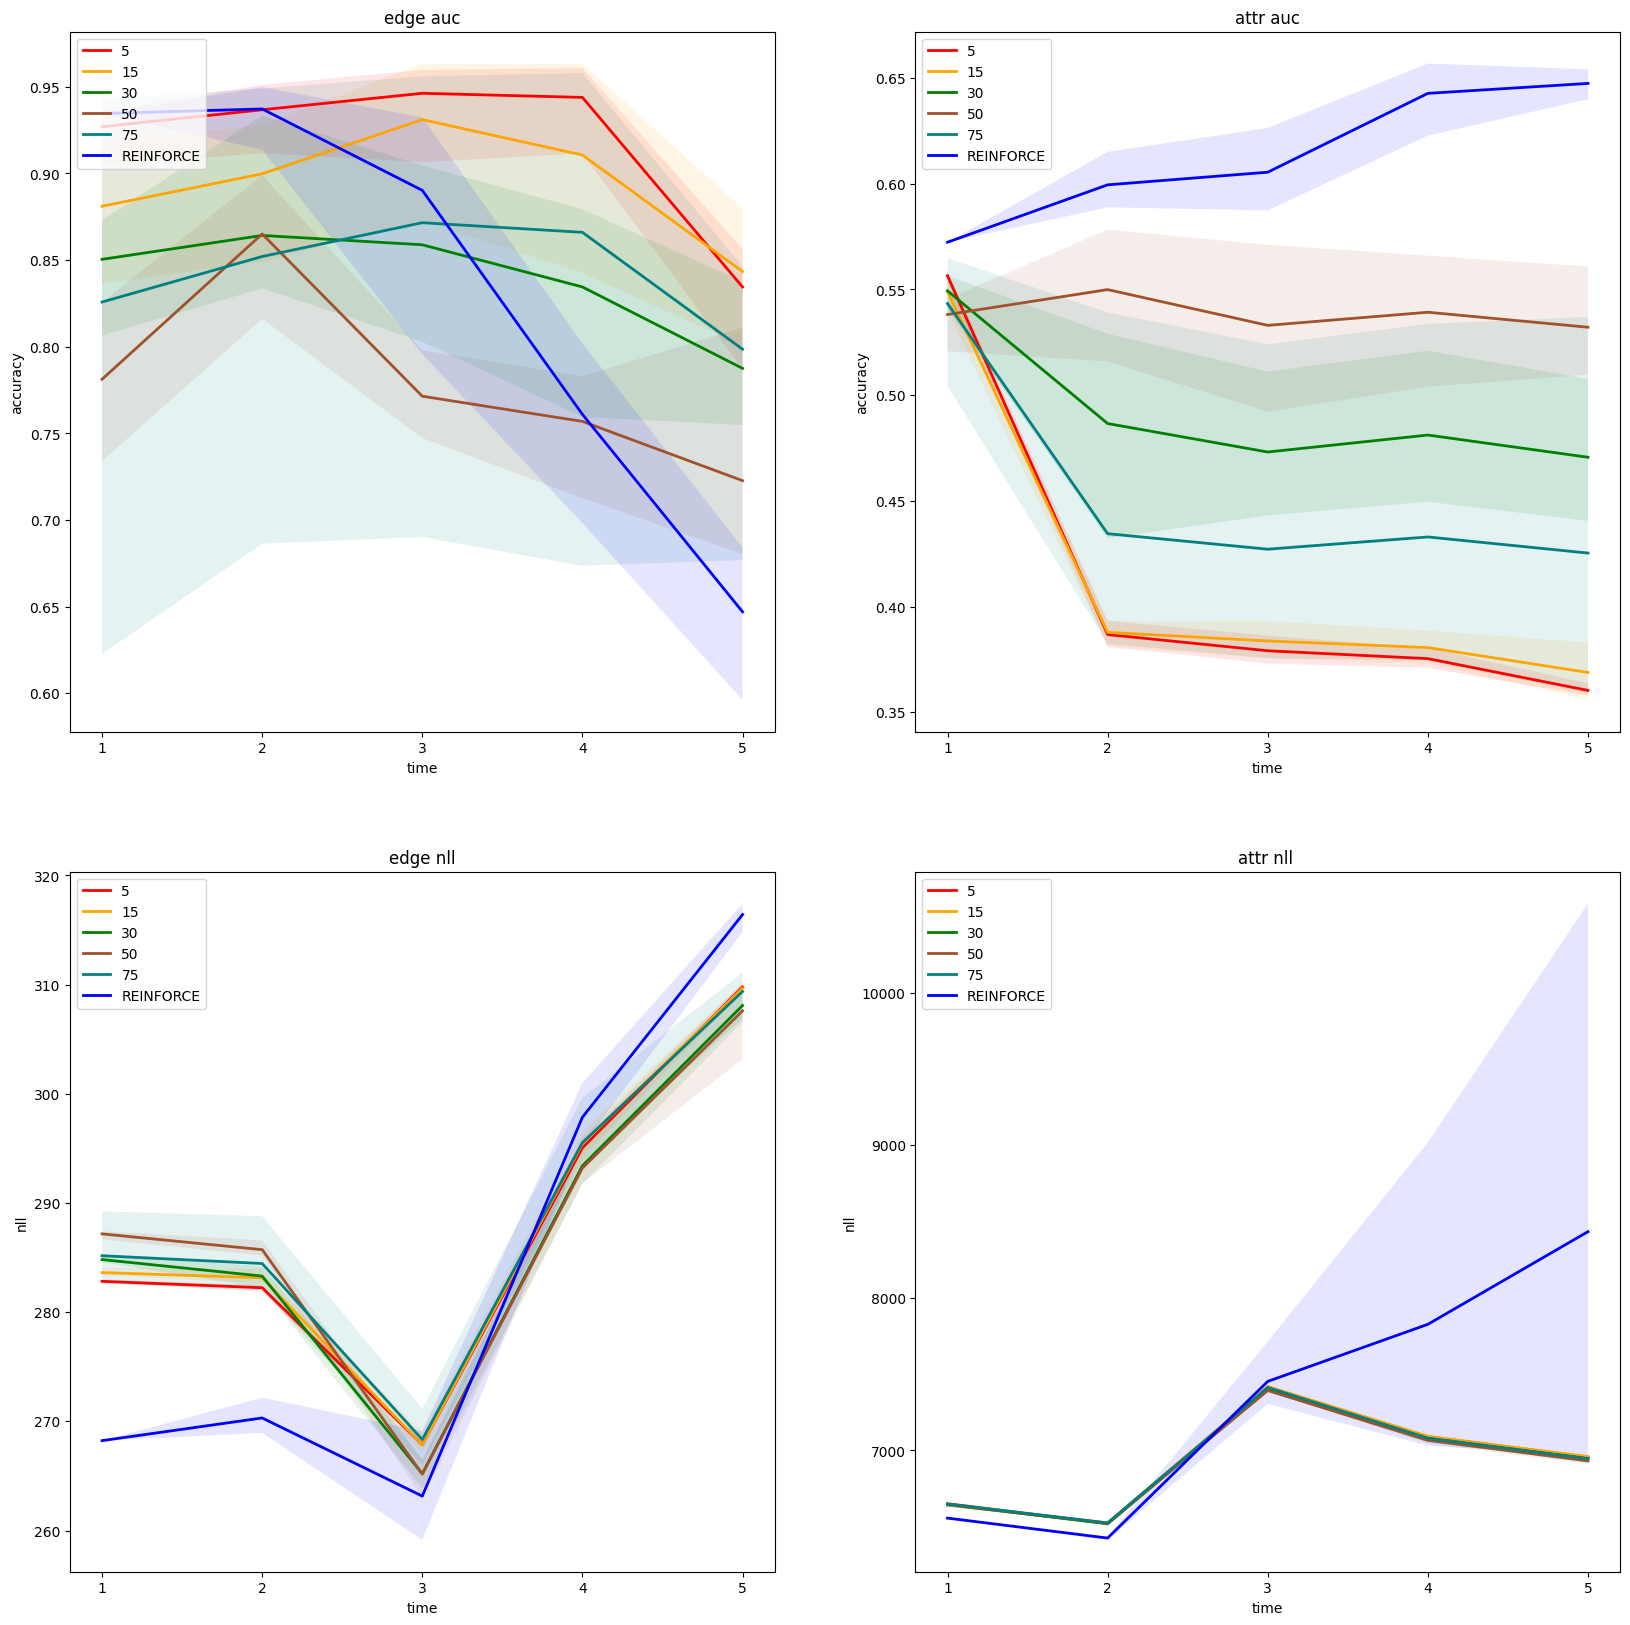 edge auc
accuracy
0.95
0.90
0.85
0.80
0.75
0.70
0.65
0.60
5
15
30
50
75
REINFORCE
1 2 3 4 5
time
attr auc
accuracy
0.65
0.60
0.55
0.50
0.45
0.40
0.35
5
15
30
50
75
REINFORCE
1 2 3 4 5
time
edge nll
nll
320
310
300
290
280
270
260
5
15
30
50
75
REINFORCE
1 2 3 4 5
time
attr nll
nll
10000
9000
8000
7000
5
15
30
50
75
REINFORCE
1 2 3 4 5
time